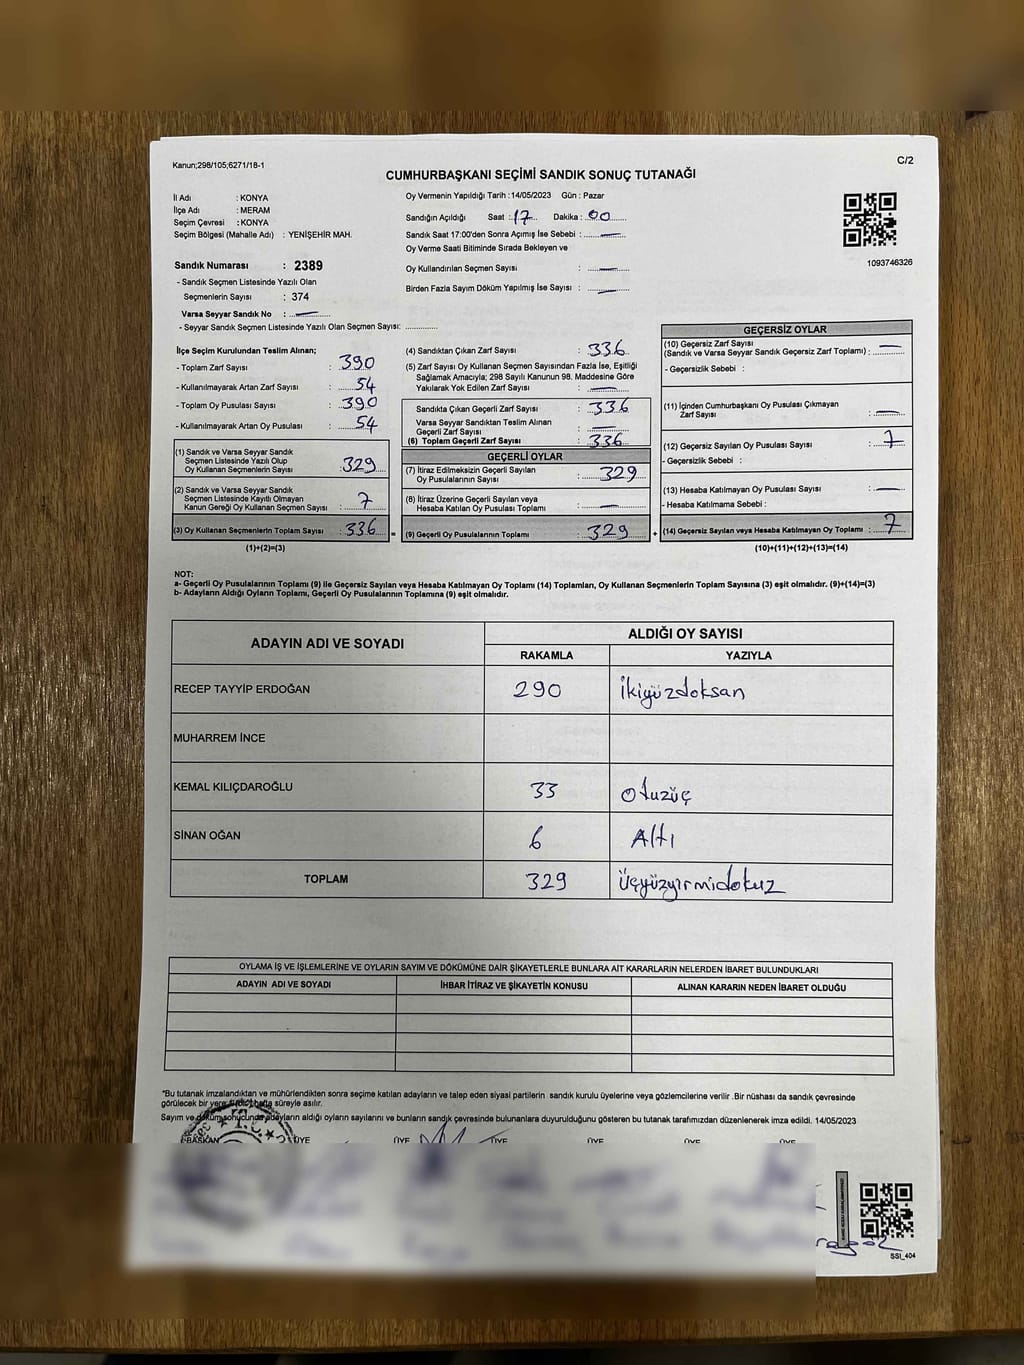 Kanun;298/105;6271/18-1
C/2
CUMHURBAŞKANI SEÇİMİ SANDIK SONUÇ TUTANAĞI
İl Adı : KONYA
İlçe Adı : MERAM
Seçim Çevresi : KONYA
Seçim Bölgesi (Mahalle Adı) : YENİŞEHİR MAH.
Oy Vermenin Yapıldığı Tarih :14/05/2023 Gün : Pazar
Sandığın Açıldığı Saat : 17 Dakika : 00
Sandık Saat 17:00'den Sonra Açımış İse Sebebi : —
Oy Verme Saati Bitiminde Sırada Bekleyen ve
Oy Kullandırılan Seçmen Sayısı : —
Birden Fazla Sayım Döküm Yapılmış İse Sayısı : —
1093746326
Sandık Numarası : 2389
- Sandık Seçmen Listesinde Yazılı Olan
Seçmenlerin Sayısı : 374
Varsa Seyyar Sandık No : —
- Seyyar Sandık Seçmen Listesinde Yazılı Olan Seçmen Sayısı: ............
İlçe Seçim Kurulundan Teslim Alınan;
- Toplam Zarf Sayısı : 390
- Kullanılmayarak Artan Zarf Sayısı : 54
- Toplam Oy Pusulası Sayısı : 390
- Kullanılmayarak Artan Oy Pusulası : 54
(1) Sandık ve Varsa Seyyar Sandık
Seçmen Listesinde Yazılı Olup
Oy Kullanan Seçmenlerin Sayısı : 329
(2) Sandık ve Varsa Seyyar Sandık
Seçmen Listesinde Kayıtlı Olmayan
Kanun Gereği Oy Kullanan Seçmen Sayısı : 7
(3) Oy Kullanan Seçmenlerin Toplam Sayısı : 336 =
(1)+(2)=(3)
(4) Sandıktan Çıkan Zarf Sayısı : 336
(5) Zarf Sayısı Oy Kullanan Seçmen Sayısından Fazla İse, Eşitliği
Sağlamak Amacıyla; 298 Sayılı Kanunun 98. Maddesine Göre
Yakılarak Yok Edilen Zarf Sayısı : —
Sandıkta Çıkan Geçerli Zarf Sayısı : 336
Varsa Seyyar Sandıktan Teslim Alınan
Geçerli Zarf Sayısı : —
(6) Toplam Geçerli Zarf Sayısı : 336
GEÇERLİ OYLAR
(7) İtiraz Edilmeksizin Geçerli Sayılan
Oy Pusulalarının Sayısı : 329
(8) İtiraz Üzerine Geçerli Sayılan veya
Hesaba Katılan Oy Pusulası Toplamı : —
(9) Geçerli Oy Pusulalarının Toplamı : 329 +
GEÇERSİZ OYLAR
(10) Geçersiz Zarf Sayısı
(Sandık ve Varsa Seyyar Sandık Geçersiz Zarf Toplamı) : —
- Geçersizlik Sebebi :
(11) İçinden Cumhurbaşkanı Oy Pusulası Çıkmayan
Zarf Sayısı : —
(12) Geçersiz Sayılan Oy Pusulası Sayısı : 7
- Geçersizlik Sebebi :
(13) Hesaba Katılmayan Oy Pusulası Sayısı : —
- Hesaba Katılmama Sebebi :
(14) Geçersiz Sayılan veya Hesaba Katılmayan Oy Toplamı : 7
(10)+(11)+(12)+(13)=(14)
NOT:
a- Geçerli Oy Pusulalarının Toplamı (9) ile Geçersiz Sayılan veya Hesaba Katılmayan Oy Toplamı (14) Toplamları, Oy Kullanan Seçmenlerin Toplam Sayısına (3) eşit olmalıdır. (9)+(14)=(3)
b- Adayların Aldığı Oyların Toplamı, Geçerli Oy Pusulalarının Toplamına (9) eşit olmalıdır.
ADAYIN ADI VE SOYADI ALDIĞI OY SAYISI
RAKAMLA YAZIYLA
RECEP TAYYİP ERDOĞAN 290 İkiyüzdoksan
MUHARREM İNCE
KEMAL KILIÇDAROĞLU 33 otuzüç
SİNAN OĞAN 6 Altı
TOPLAM 329 Üçyüzyirmidokuz
OYLAMA İŞ VE İŞLEMLERİNE VE OYLARIN SAYIM VE DÖKÜMÜNE DAİR ŞİKAYETLERLE BUNLARA AİT KARARLARIN NELERDEN İBARET BULUNDUKLARI
ADAYIN ADI VE SOYADI İHBAR İTİRAZ VE ŞİKAYETİN KONUSU ALINAN KARARIN NEDEN İBARET OLDUĞU
*Bu tutanak imzalandıktan ve mühürlendikten sonra seçime katılan adayların ve talep eden siyasi partilerin sandık kurulu üyelerine veya gözlemcilerine verilir .Bir nüshası da sandık çevresinde
görülecek bir yere hafta süreyle asılır.
Sayım ve döküm sonucunda adayların aldığı oyların sayılarını ve bunların sandık çevresinde bulunanlara duyurulduğunu gösteren bu tutanak tarafımızdan düzenlenerek imza edildi. 14/05/2023
BAŞKAN ÜYE ÜYE ÜYE ÜYE ÜYE ÜYE
T.C.
SSI_404